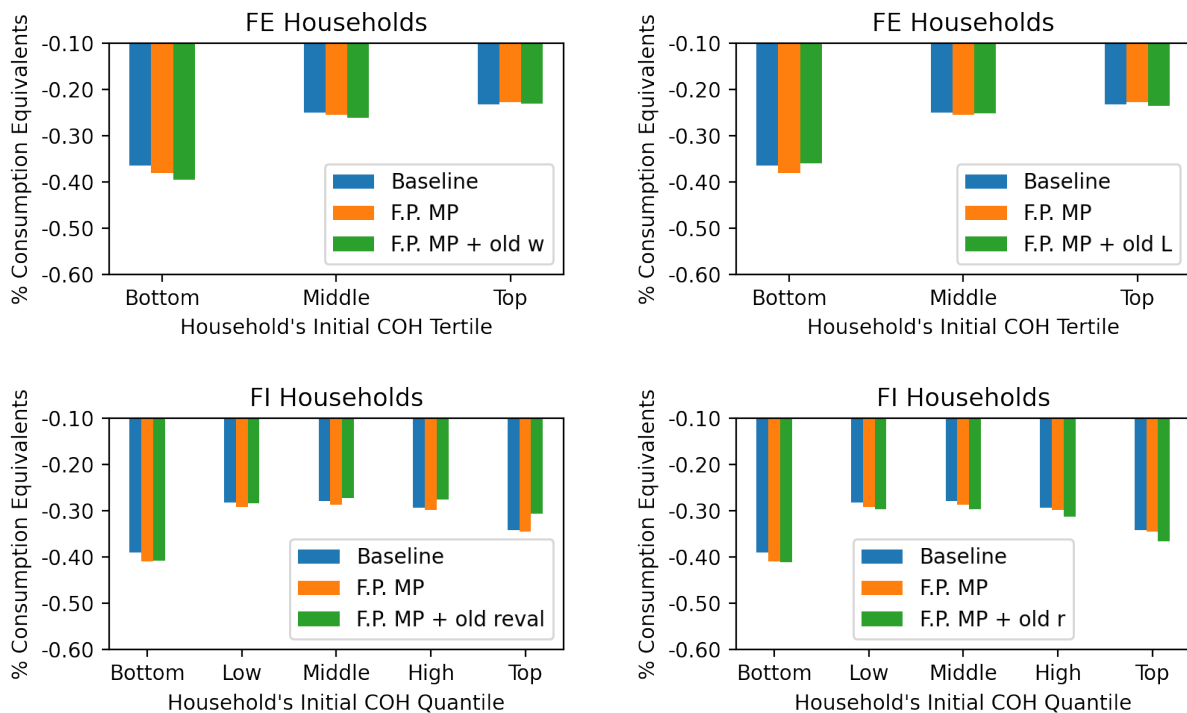 FE Households
% Consumption Equivalents
-0.10
-0.20
-0.30
-0.40
-0.50
-0.60
Baseline
F.P. MP
F.P. MP + old w
Bottom Middle Top
Household's Initial COH Tertile
FE Households
% Consumption Equivalents
-0.10
-0.20
-0.30
-0.40
-0.50
-0.60
Baseline
F.P. MP
F.P. MP + old L
Bottom Middle Top
Household's Initial COH Tertile
FI Households
% Consumption Equivalents
-0.10
-0.20
-0.30
-0.40
-0.50
-0.60
Baseline
F.P. MP
F.P. MP + old reval
Bottom Low Middle High Top
Household's Initial COH Quantile
FI Households
% Consumption Equivalents
-0.10
-0.20
-0.30
-0.40
-0.50
-0.60
Baseline
F.P. MP
F.P. MP + old r
Bottom Low Middle High Top
Household's Initial COH Quantile